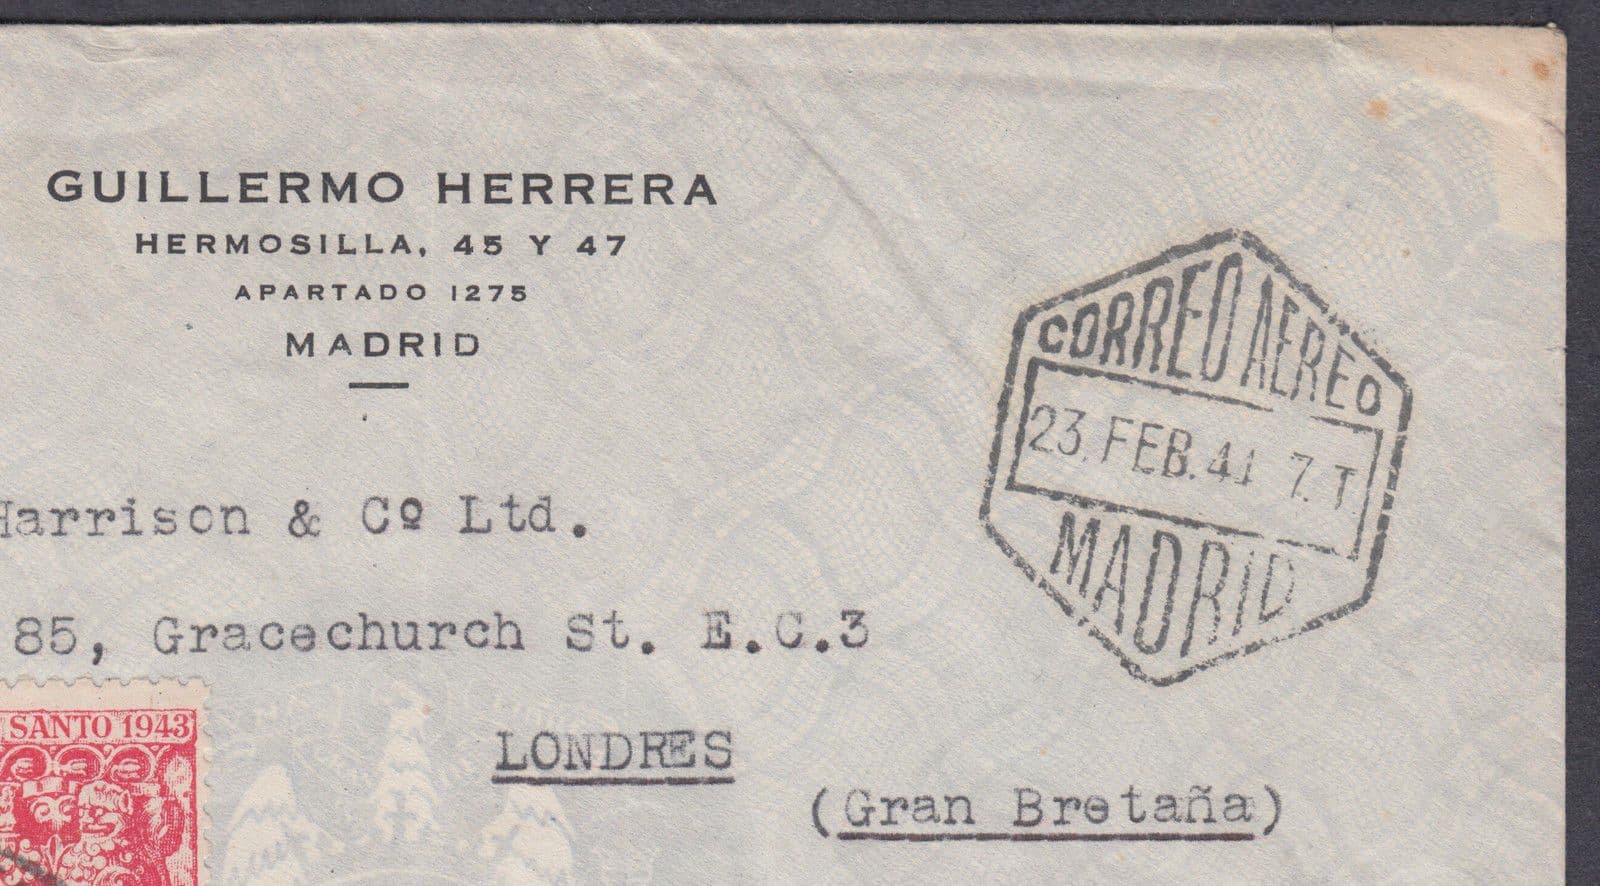 GUILLERMO HERRERA
HERMOSILLA, 45 Y 47
APARTADO 1275
MADRID
CORREO AEREO
23. FEB. 44 7. T
MADRID
Harrison & Cº Ltd.
85, Gracechurch St. E.C.3
SANTO 1943
LONDRES
(Gran Bretaña)